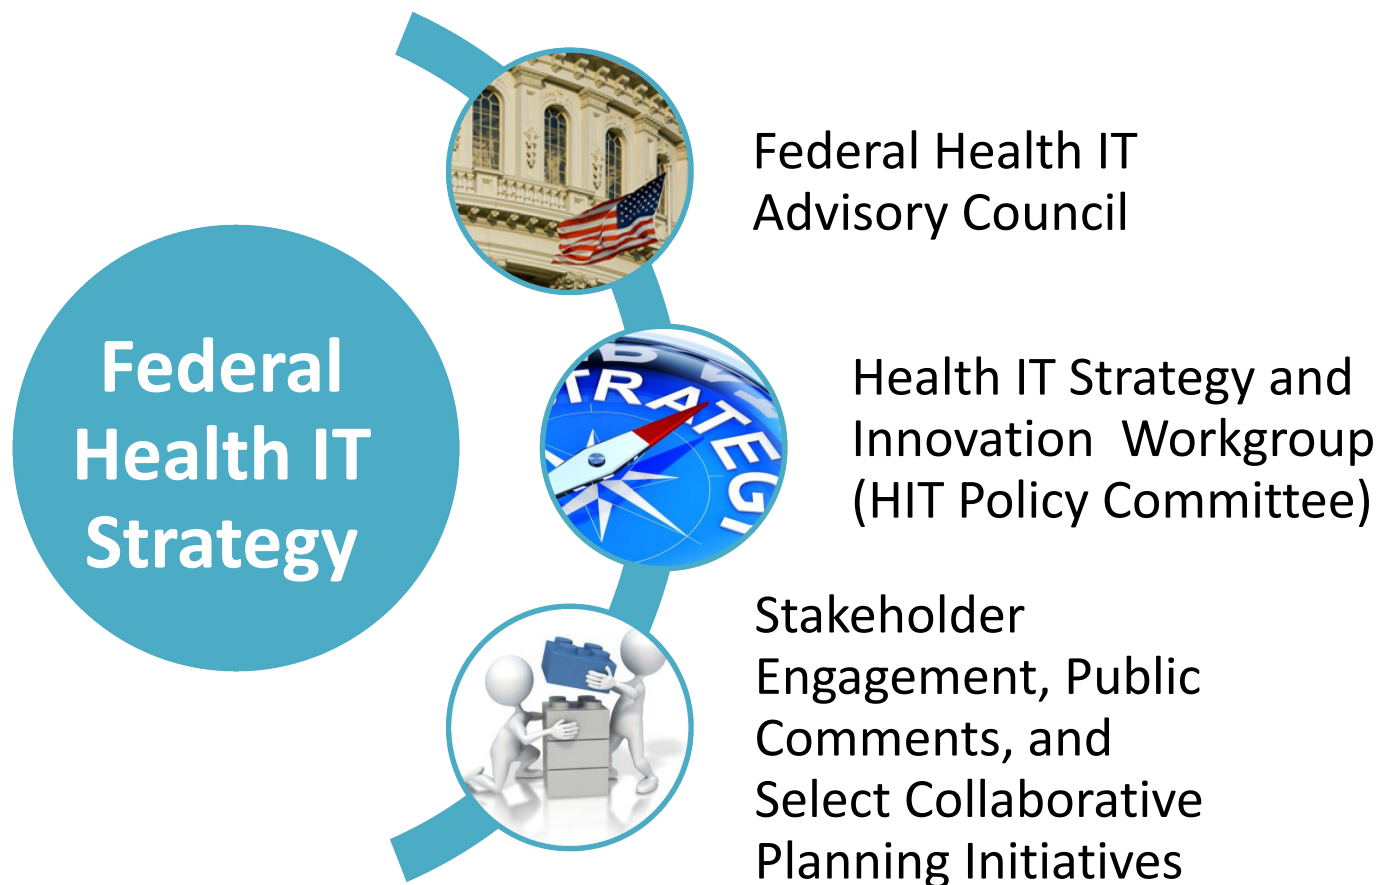 Federal
Health IT
Strategy
Federal Health IT
Advisory Council
STRATEGY
Health IT Strategy and
Innovation  Workgroup
(HIT Policy Committee)
Stakeholder
Engagement, Public
Comments, and
Select Collaborative
Planning Initiatives